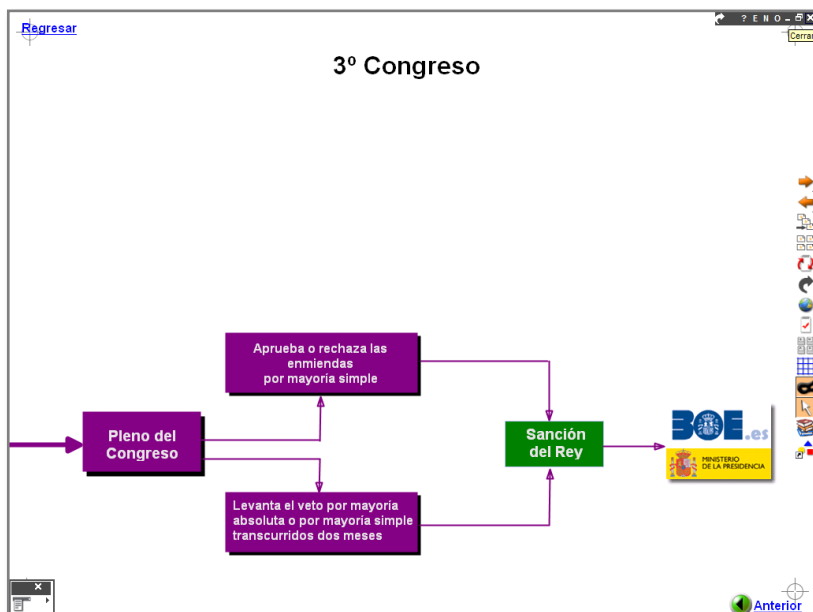 Regresar
? E N O
Cerrar
3º Congreso
Aprueba o rechaza las
enmiendas
por mayoría simple
Pleno del
Congreso
Sanción
del Rey
BOE.es
MINISTERIO
DE LA PRESIDENCIA
Levanta el veto por mayoría
absoluta o por mayoría simple
transcurridos dos meses
Anterior